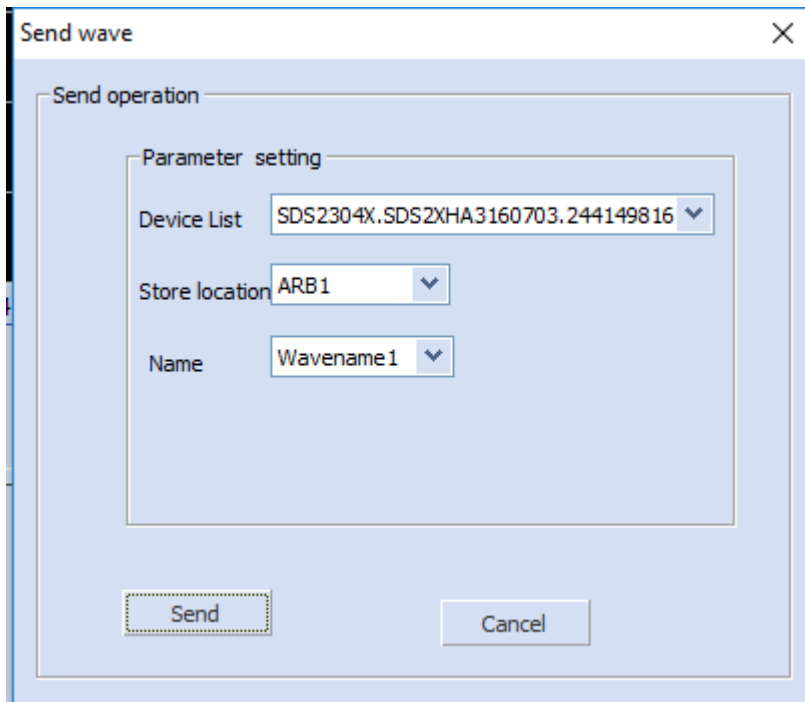 Send wave
Send operation
Parameter setting
Device List SDS2304X.SDS2XHA3160703.244149816
Store location ARB1
Name Wavename1
Send Cancel